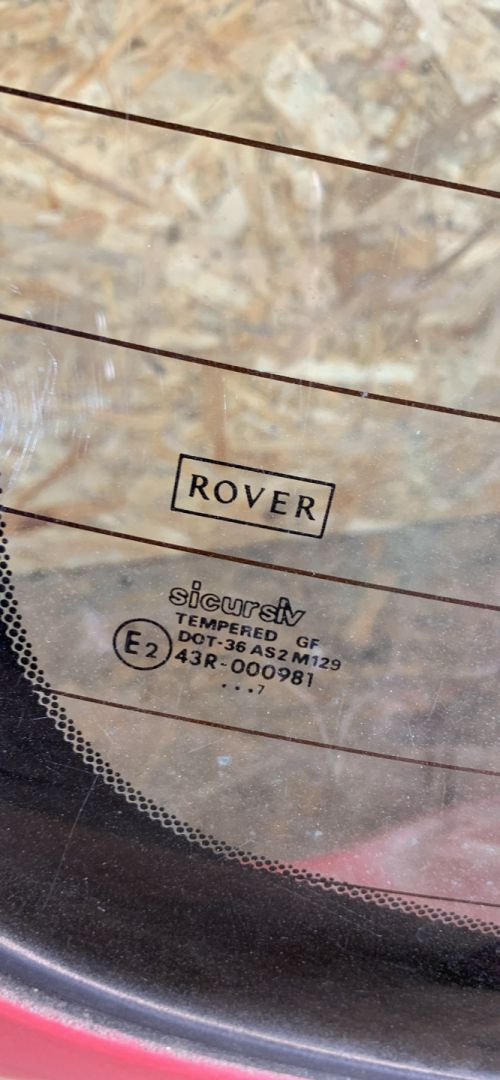 ROVER
sicursiv
TEMPERED GF
E2
DOT-36 AS2 M129
43R-000981
...7